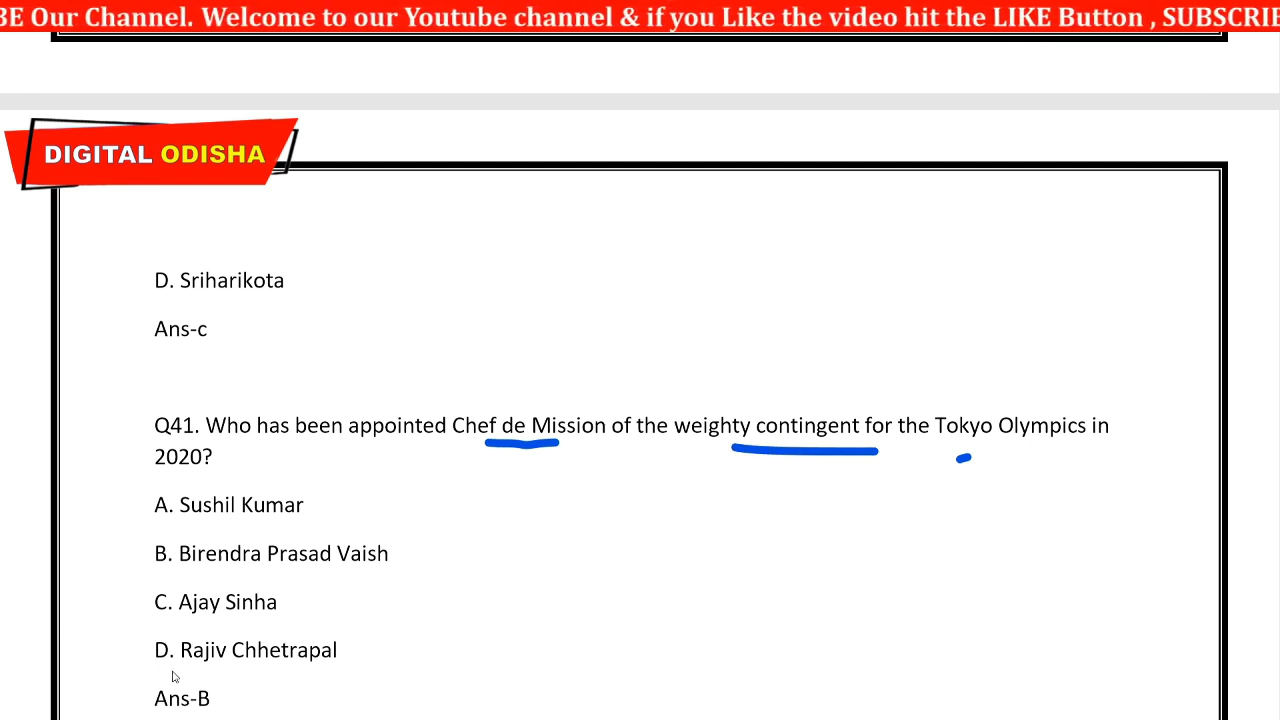 BE Our Channel. Welcome to our Youtube channel & if you Like the video hit the LIKE Button , SUBSCRIBE
DIGITAL ODISHA
D. Sriharikota
Ans-c
Q41. Who has been appointed Chef de Mission of the weighty contingent for the Tokyo Olympics in
2020?
A. Sushil Kumar
B. Birendra Prasad Vaish
C. Ajay Sinha
D. Rajiv Chhetrapal
Ans-B